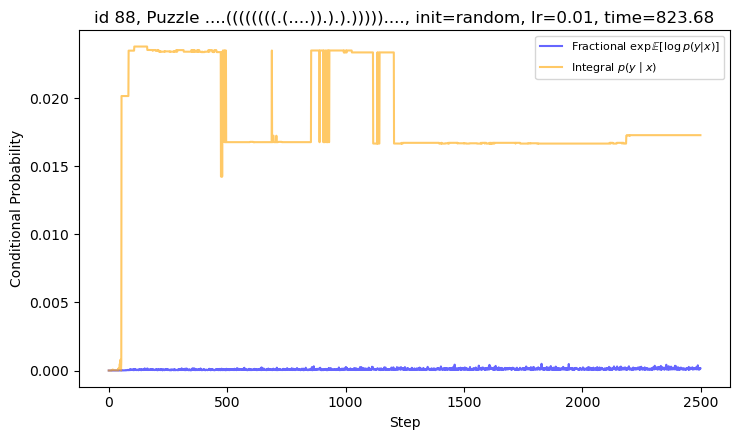 id 88, Puzzle ....((((((((.(....)).).).)))))...., init=random, lr=0.01, time=823.68
Fractional exp𝔼[log p(y|x)]
Integral p(y | x)
Conditional Probability
0.020
0.015
0.010
0.005
0.000
0
500
1000
1500
2000
2500
Step